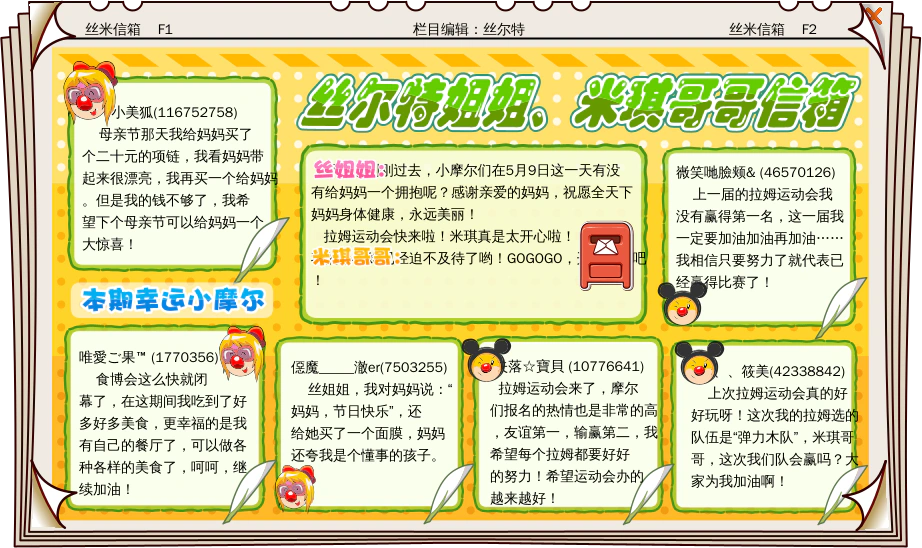 丝米信箱 F1
栏目编辑：丝尔特
丝米信箱 F2
丝尔特姐姐、米琪哥哥信箱
小美狐(116752758)
母亲节那天我给妈妈买了
个二十元的项链，我看妈妈带
起来很漂亮，我再买一个给妈妈
。但是我的钱不够了，我希
望下个母亲节可以给妈妈一个
大惊喜！
丝姐姐：刚过去，小摩尔们在5月9日这一天有没
有给妈妈一个拥抱呢？感谢亲爱的妈妈，祝愿全天下
妈妈身体健康，永远美丽！
拉姆运动会快来啦！米琪真是太开心啦！
米琪哥哥：经迫不及待了哟！GOGOGO，
吧
！
微笑哋脸颊& (46570126)
上一届的拉姆运动会我
没有赢得第一名，这一届我
一定要加油加油再加油……
我相信只要努力了就代表已
经赢得比赛了！
本期幸运小摩尔
唯愛ご果™ (1770356)
食博会这么快就闭
幕了，在这期间我吃到了好
多好多美食，更幸福的是我
有自己的餐厅了，可以做各
种各样的美食了，呵呵，继
续加油！
僫魔_____澈er(7503255)
丝姐姐，我对妈妈说：“
妈妈，节日快乐”，还
给她买了一个面膜，妈妈
还夸我是个懂事的孩子。
落☆寶貝 (10776641)
拉姆运动会来了，摩尔
们报名的热情也是非常的高
，友谊第一，输赢第二，我
希望每个拉姆都要好好
的努力！希望运动会办的
越来越好！
、筱美(42338842)
上次拉姆运动会真的好
好玩呀！这次我的拉姆选的
队伍是“弹力木队”，米琪哥
哥，这次我们队会赢吗？大
家为我加油啊！